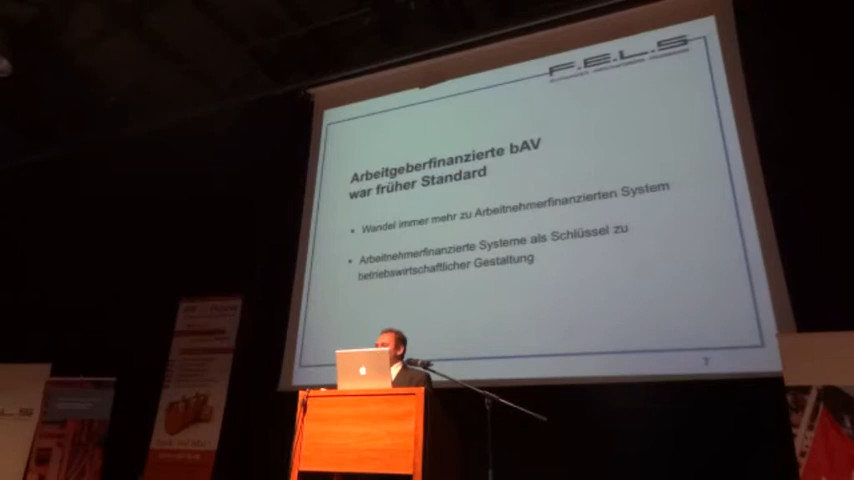 F.E.L.S
Arbeitgeberfinanzierte bAV
war früher Standard
• Wandel immer mehr zu Arbeitnehmerfinanzierten System
• Arbeitnehmerfinanzierte Systeme als Schlüssel zu
betriebswirtschaftlicher Gestaltung
7